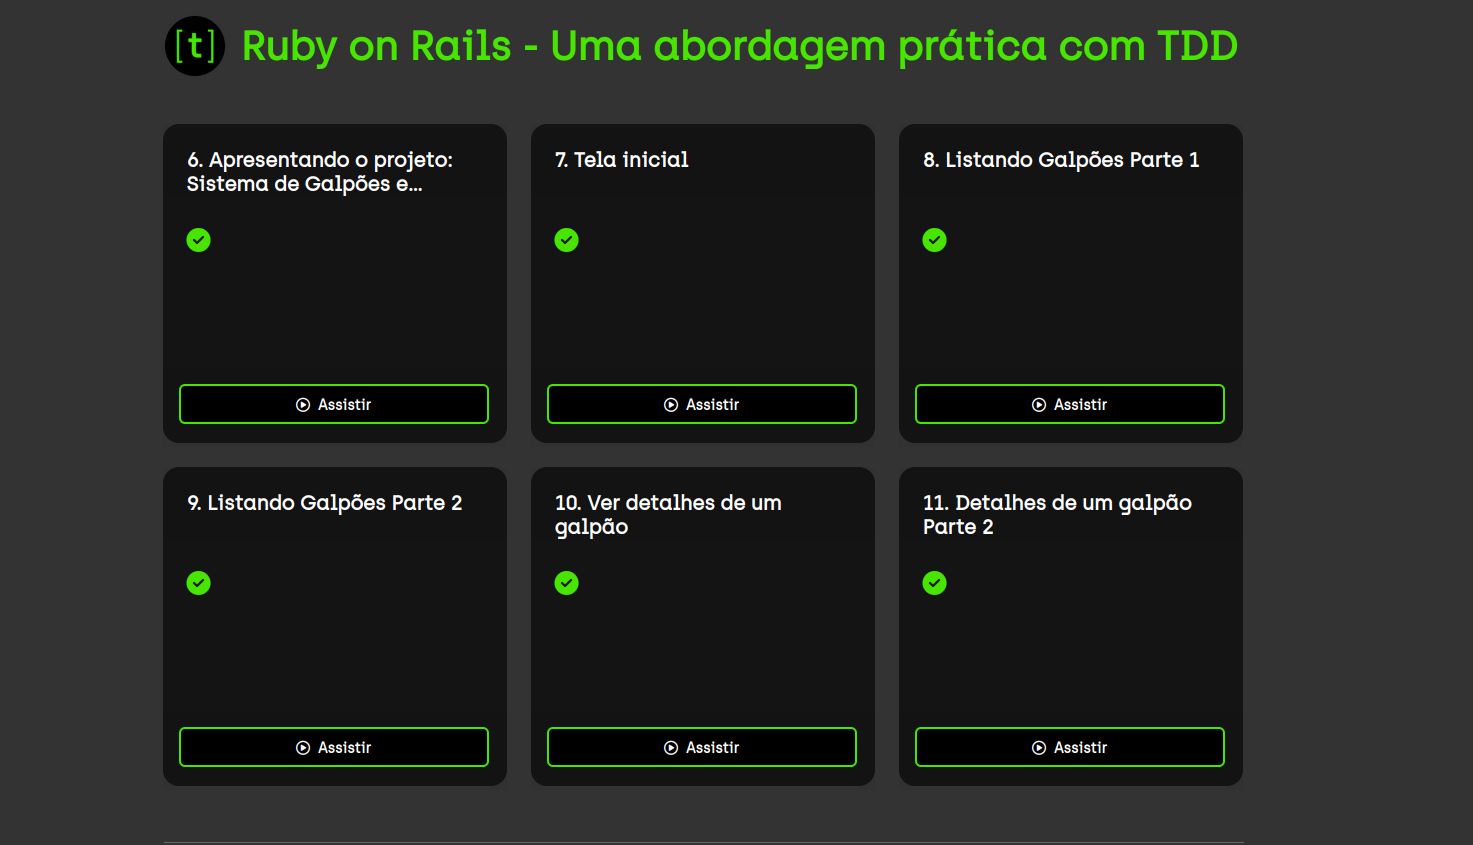 [t] Ruby on Rails - Uma abordagem prática com TDD
6. Apresentando o projeto:
Sistema de Galpões e...
Assistir
7. Tela inicial
Assistir
8. Listando Galpões Parte 1
Assistir
9. Listando Galpões Parte 2
Assistir
10. Ver detalhes de um
galpão
Assistir
11. Detalhes de um galpão
Parte 2
Assistir